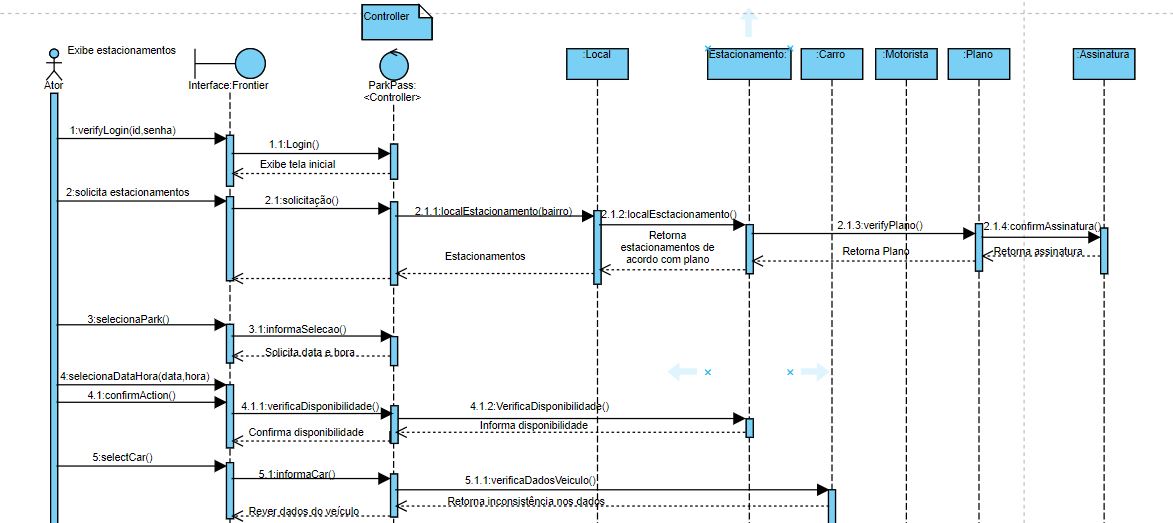 Controller
Exibe estacionamentos
Ator
Interface:Frontier
ParkPass:
<Controller>
:Local
Estacionamento:
:Carro
:Motorista
:Plano
:Assinatura
1:verifyLogin(id,senha)
1.1:Login()
Exibe tela inicial
2:solicita estacionamentos
2.1:solicitação()
2.1.1:localEstacionamento(bairro)
2.1.2:localEsctacionamento()
2.1.3:verifyPlano()
2.1.4:confirmAssinatura()
Retorna
estacionamentos de
acordo com plano
Retorna Plano
Retorna assinatura
Estacionamentos
3:selecionaPark()
3.1:informaSelecao()
Solicita data e hora
4:selecionaDataHora(data,hora)
4.1:confirmAction()
4.1.1:verificaDisponibilidade()
4.1.2:VerificaDisponibilidade()
Informa disponibilidade
Confirma disponibilidade
5:selectCar()
5.1:informaCar()
5.1.1:verificaDadosVeiculo()
Retorna inconsistência nos dados
Rever dados do veículo